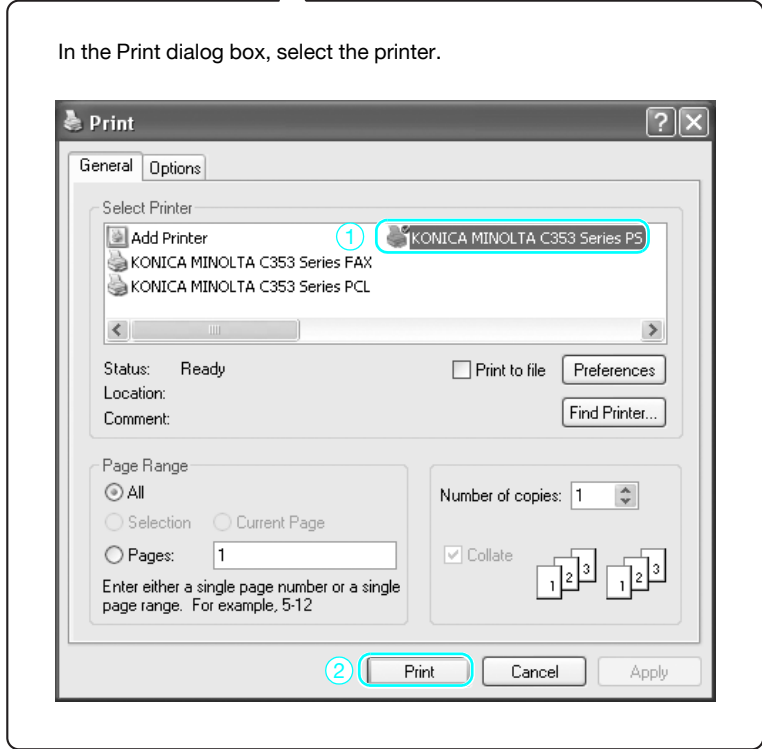 In the Print dialog box, select the printer.
Print
General Options
Select Printer
Add Printer ① KONICA MINOLTA C353 Series PS
KONICA MINOLTA C353 Series FAX
KONICA MINOLTA C353 Series PCL
Status: Ready Print to file Preferences
Location:
Comment: Find Printer...
Page Range
All Number of copies: 1
Selection Current Page
Pages: 1 Collate
1 2 3 1 2 3
Enter either a single page number or a single
page range. For example, 5-12
② Print Cancel Apply